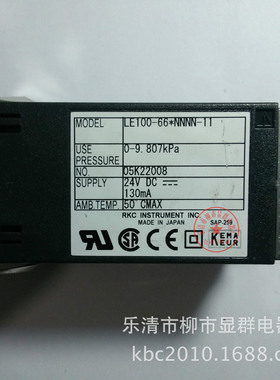 MODEL LE100-66*NNNN-11
USE PRESSURE 0-9.807kPa
NO. 05K22008
SUPPLY 24V DC ⎓
130mA
AMB.TEMP. 50°CMAX
RKC INSTRUMENT INC.
MADE IN JAPAN
SAP-259
KEMA
KEUR
乐清市柳市显群电器
kbc2010.1688.c